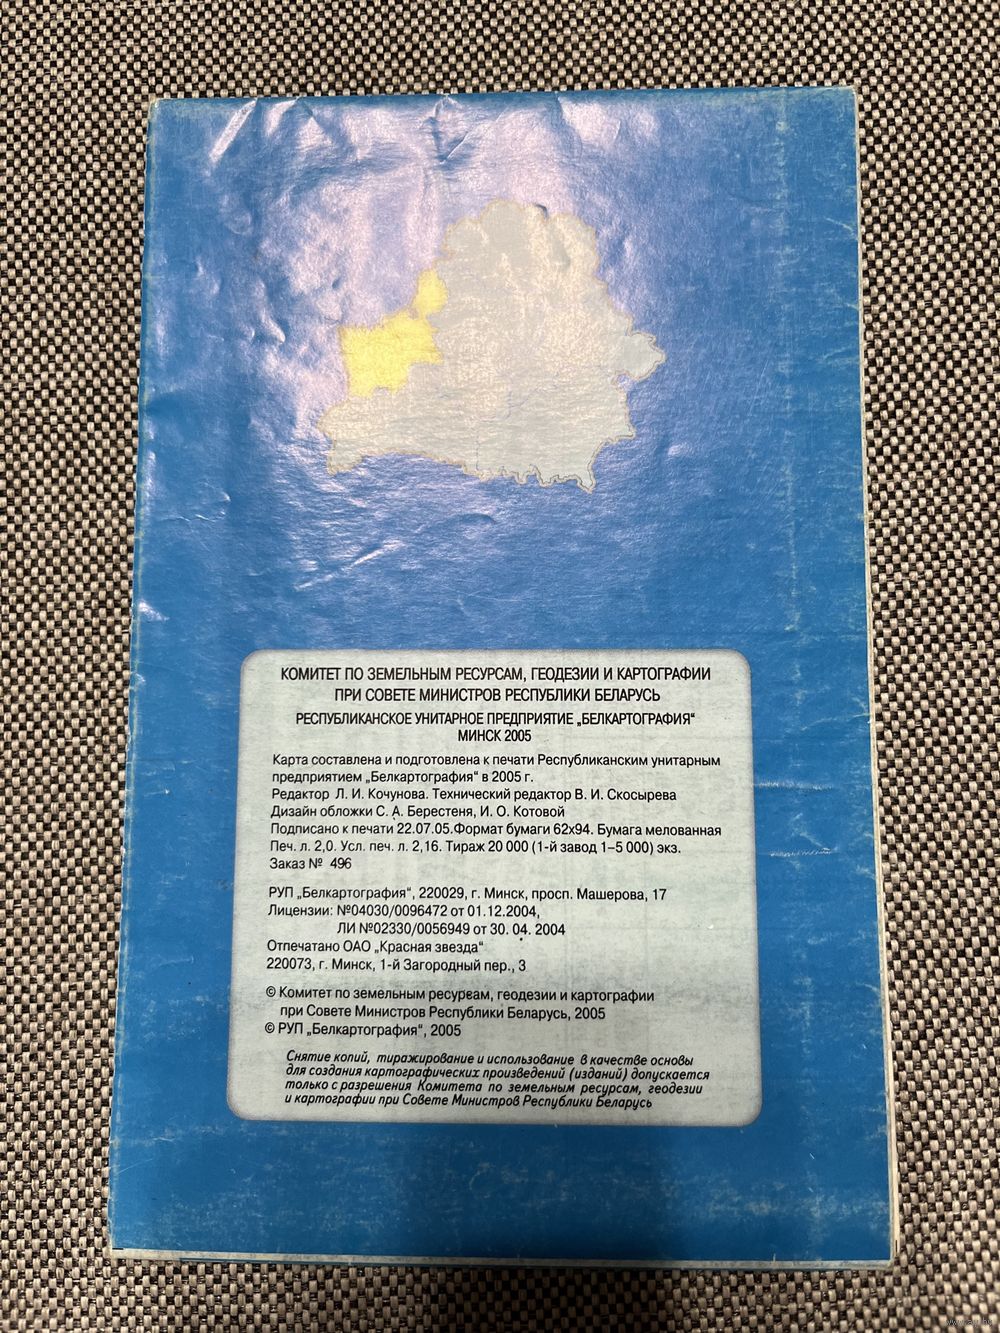 КОМИТЕТ ПО ЗЕМЕЛЬНЫМ РЕСУРСАМ, ГЕОДЕЗИИ И КАРТОГРАФИИ
ПРИ СОВЕТЕ МИНИСТРОВ РЕСПУБЛИКИ БЕЛАРУСЬ
РЕСПУБЛИКАНСКОЕ УНИТАРНОЕ ПРЕДПРИЯТИЕ „БЕЛКАРТОГРАФИЯ“
МИНСК 2005
Карта составлена и подготовлена к печати Республиканским унитарным
предприятием „Белкартография“ в 2005 г.
Редактор Л. И. Кочунова. Технический редактор В. И. Скосырева
Дизайн обложки С. А. Берестеня, И. О. Котовой
Подписано к печати 22.07.05.Формат бумаги 62х94. Бумага мелованная
Печ. л. 2,0. Усл. печ. л. 2,16. Тираж 20 000 (1-й завод 1–5 000) экз.
Заказ № 496
РУП „Белкартография“, 220029, г. Минск, просп. Машерова, 17
Лицензии: №04030/0096472 от 01.12.2004,
ЛИ №02330/0056949 от 30. 04. 2004
Отпечатано ОАО „Красная звезда“
220073, г. Минск, 1-й Загородный пер., 3
© Комитет по земельным ресурсам, геодезии и картографии
при Совете Министров Республики Беларусь, 2005
© РУП „Белкартография“, 2005
Снятие копий, тиражирование и использование в качестве основы
для создания картографических произведений (изданий) допускается
только с разрешения Комитета по земельным ресурсам, геодезии
и картографии при Совете Министров Республики Беларусь